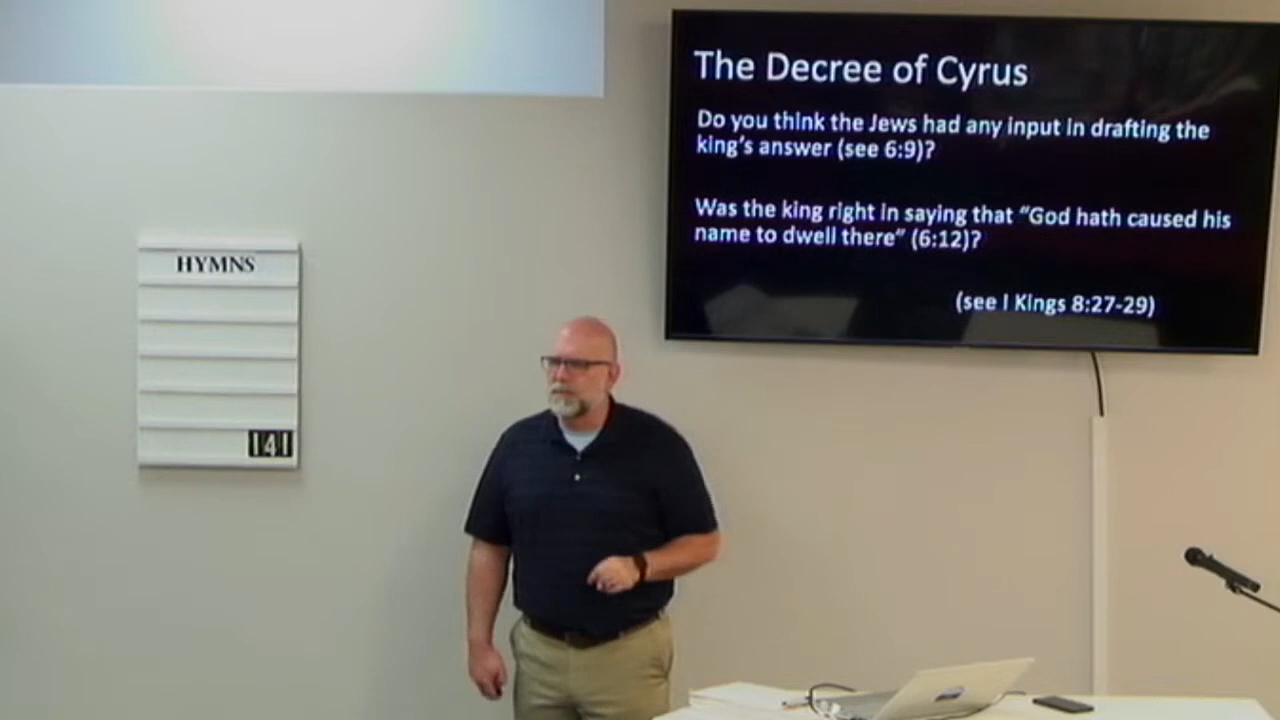 The Decree of Cyrus
Do you think the Jews had any input in drafting the
king's answer (see 6:9)?
Was the king right in saying that "God hath caused his
name to dwell there" (6:12)?
(see I Kings 8:27-29)
HYMNS
141